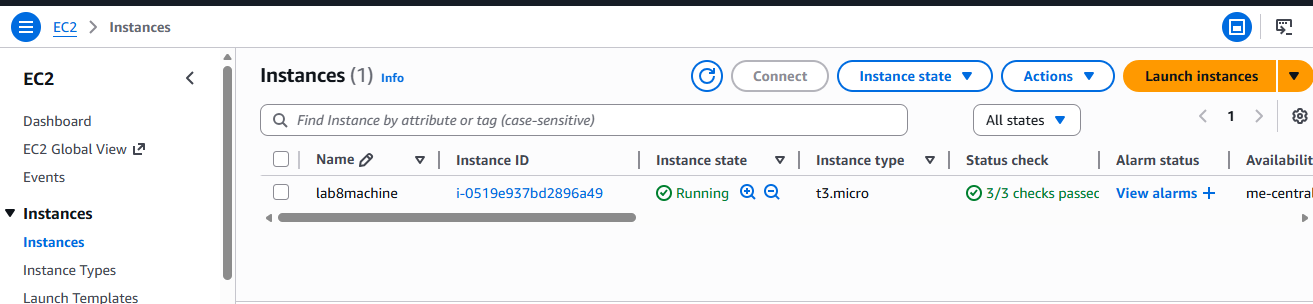 EC2 > Instances
EC2
Dashboard
EC2 Global View
Events
Instances
Instances
Instance Types
Launch Templates
Instances (1) Info
Connect
Instance state
Actions
Launch instances
Find Instance by attribute or tag (case-sensitive)
All states
1
Name Instance ID Instance state Instance type Status check Alarm status Availabilit
lab8machine i-0519e937bd2896a49 Running t3.micro 3/3 checks passec View alarms + me-central